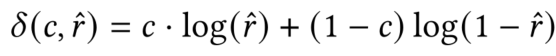 δ(c, r̂) = c · log(r̂) + (1 − c) log(1 − r̂)